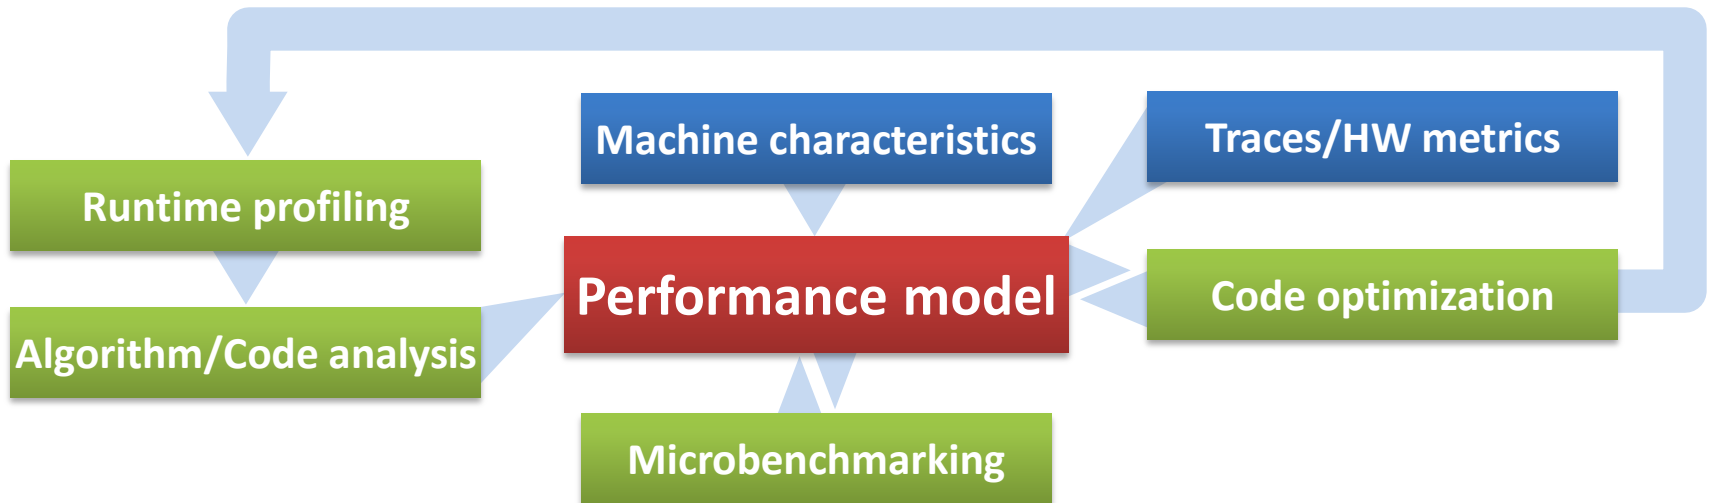 Machine characteristics
Traces/HW metrics
Runtime profiling
Performance model
Code optimization
Algorithm/Code analysis
Microbenchmarking